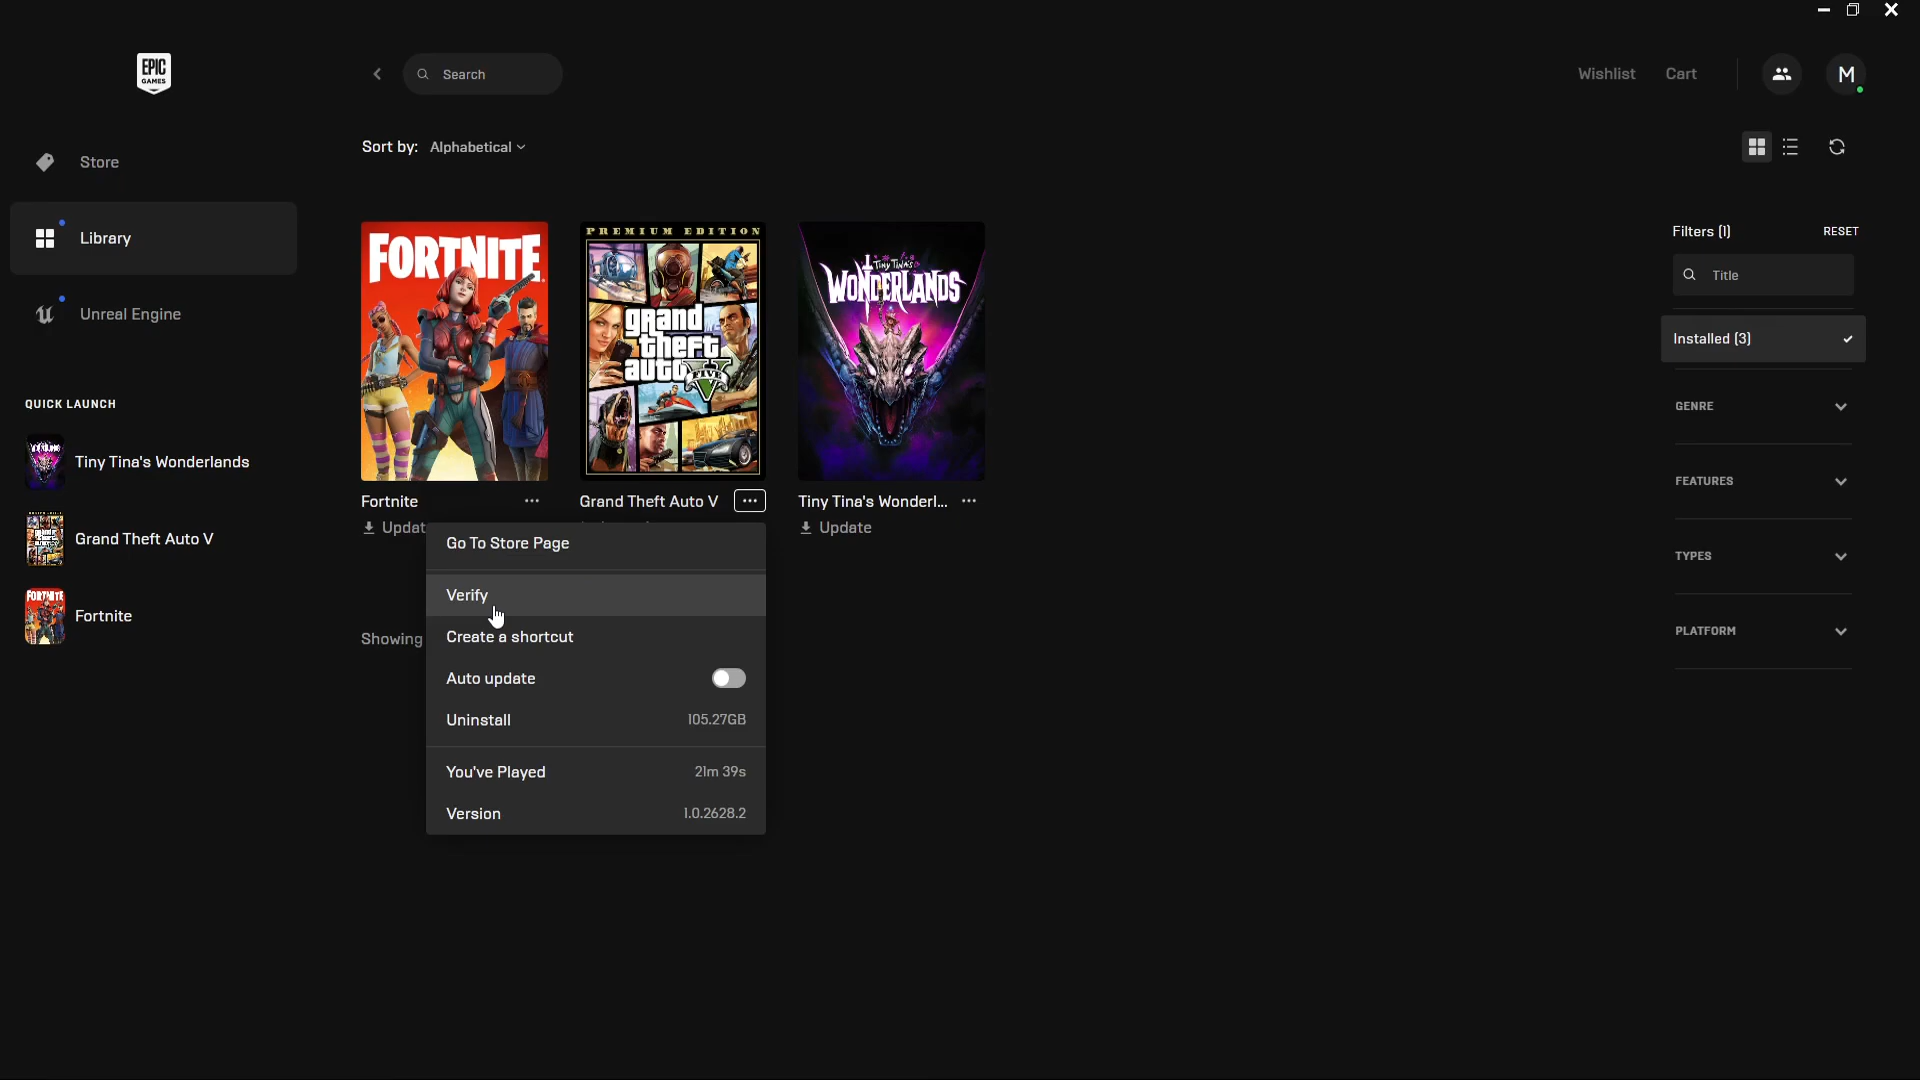 EPIC
GAMES
Search
Wishlist
Cart
M
Store
Library
Unreal Engine
QUICK LAUNCH
Tiny Tina's Wonderlands
Grand Theft Auto V
Fortnite
Sort by: Alphabetical
FORTNITE
PREMIUM EDITION
grand
theft
auto
FIVE
TINY TINA'S
WONDERLANDS
Fortnite
Grand Theft Auto V
Tiny Tina's Wonderl...
Updat
Update
Showing
Go To Store Page
Verify
Create a shortcut
Auto update
Uninstall 105.27GB
You've Played 21m 39s
Version 1.0.2628.2
Filters (1) RESET
Title
Installed (3)
GENRE
FEATURES
TYPES
PLATFORM